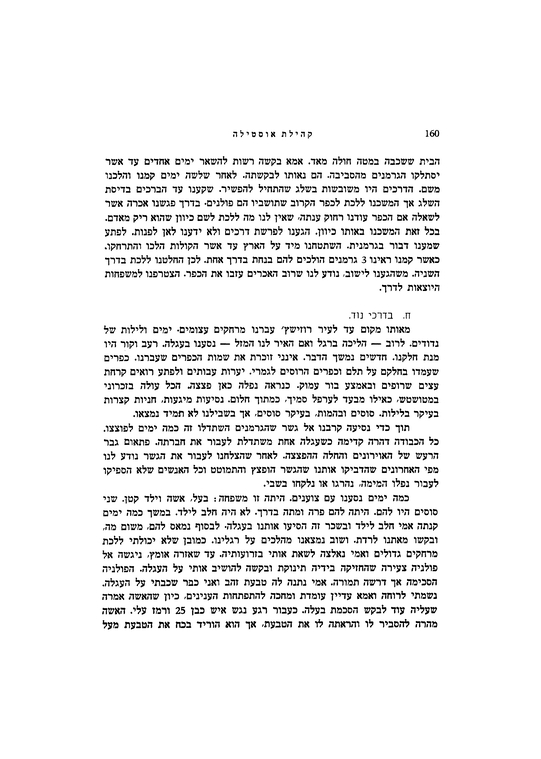 160
קהילת אוסטילה
הבית ששכבה במטה חולה מאד. אמא בקשה רשות להשאר ימים אחדים עד אשר
יסתלקו הגרמנים מהסביבה. הם נאותו לבקשתה. לאחר שלשה ימים קמנו והלכנו
משם. הדרכים היו משובשות בשלג שהתחיל להפשיר. שקענו עד הברכים בדיסת
השלג אך המשכנו ללכת לכפר הקרוב שתושביו הם פולנים. בדרך פגשנו אכרה אשר
לשאלה אם הכפר עודנו רחוק ענתה, שאין לנו מה ללכת לשם כיוון שהוא ריק מאדם.
בכל זאת המשכנו באותו כיוון. הגענו לפרשת דרכים ולא ידענו לאן לפנות. לפתע
שמענו דבור בגרמנית. השתטחנו מיד על הארץ עד אשר הקולות הלכו והתרחקו.
כאשר קמנו ראינו 3 גרמנים הולכים להם בנחת בדרך אחת. לכן החלטנו ללכת בדרך
השניה. משהגענו לישוב, נודע לנו שרוב האכרים עזבו את הכפר. הצטרפנו למשפחות
היוצאות לדרך.
ח. בדרכי נוד.
מאותו מקום עד לעיר רוזישץ' עברנו מרחקים עצומים. ימים ולילות של
נדודים. לרוב — הליכה ברגל ואם האיר לנו המזל — נסענו בעגלה. רעב וקור היו
מנת חלקנו. חדשים נמשך הדבר. אינני זוכרת את שמות הכפרים שעברנו. כפרים
שעמדו בחלקם על תלם וכפרים הרוסים לגמרי. יערות עבותים ולפתע רואים קרחת
עצים שרופים ובאמצע בור עמוק. כנראה נפלה כאן פצצה. הכל עולה בזכרוני
במטושטש, כאילו מבעד לערפל סמיך, כמתוך חלום. נסיעות מיגעות, חניות קצרות
בעיקר בלילות. סוסים ובהמות, בעיקר סוסים, אך בשבילנו לא תמיד נמצאו.
תוך כדי נסיעה קרבנו אל גשר שהגרמנים השתדלו זה כמה ימים לפוצצו.
כל הכבודה דהרה קדימה כשעגלה אחת משתדלת לעבור את חברתה. פתאום גבר
הרעש של האוירונים והחלה ההפצצה. לאחר שהצלחנו לעבור את הגשר נודע לנו
מפי האחרונים שהדביקו אותנו שהגשר הופצץ והתמוטט וכל האנשים שלא הספיקו
לעבור נפלו המימה, נהרגו או נלקחו בשבי.
כמה ימים נסענו עם צוענים. היתה זו משפחה: בעל, אשה וילד קטן. שני
סוסים היו להם. היתה להם פרה ומתה בדרך. לא היה חלב לילד. במשך כמה ימים
קנתה אמי חלב לילד ובשכר זה הסיעו אותנו בעגלה. לבסוף נמאס להם, משום מה,
ובקשו מאתנו לרדת. ושוב נמצאנו מהלכים על רגלינו. כמובן שלא יכולתי ללכת
מרחקים גדולים ואמי נאלצה לשאת אותי בזרועותיה. עד שאזרה אומץ, ניגשה אל
פולניה צעירה שהחזיקה בידיה תינוקת ובקשה להושיב אותי על העגלה. הפולניה
הסכימה אך דרשה תמורה. אמי נתנה לה טבעת זהב ואני כבר שכבתי על העגלה.
נשמתי לרוחה ואמא עדיין עומדת ומחכה להתפתחות הענינים, כיון שהאשה אמרה
שעליה עוד לבקש הסכמת בעלה. כעבור רגע נגש איש כבן 25 ורמז עלי. האשה
מהרה להסביר לו והראתה לו את הטבעת, אך הוא הוריד בכח את הטבעת מעל